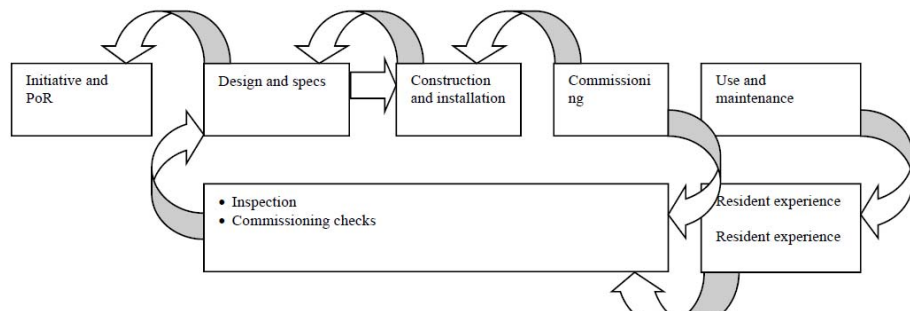 Initiative and
PoR
Design and specs
Construction
and installation
Commissioni
ng
Use and
maintenance
• Inspection
• Commissioning checks
Resident experience
Resident experience